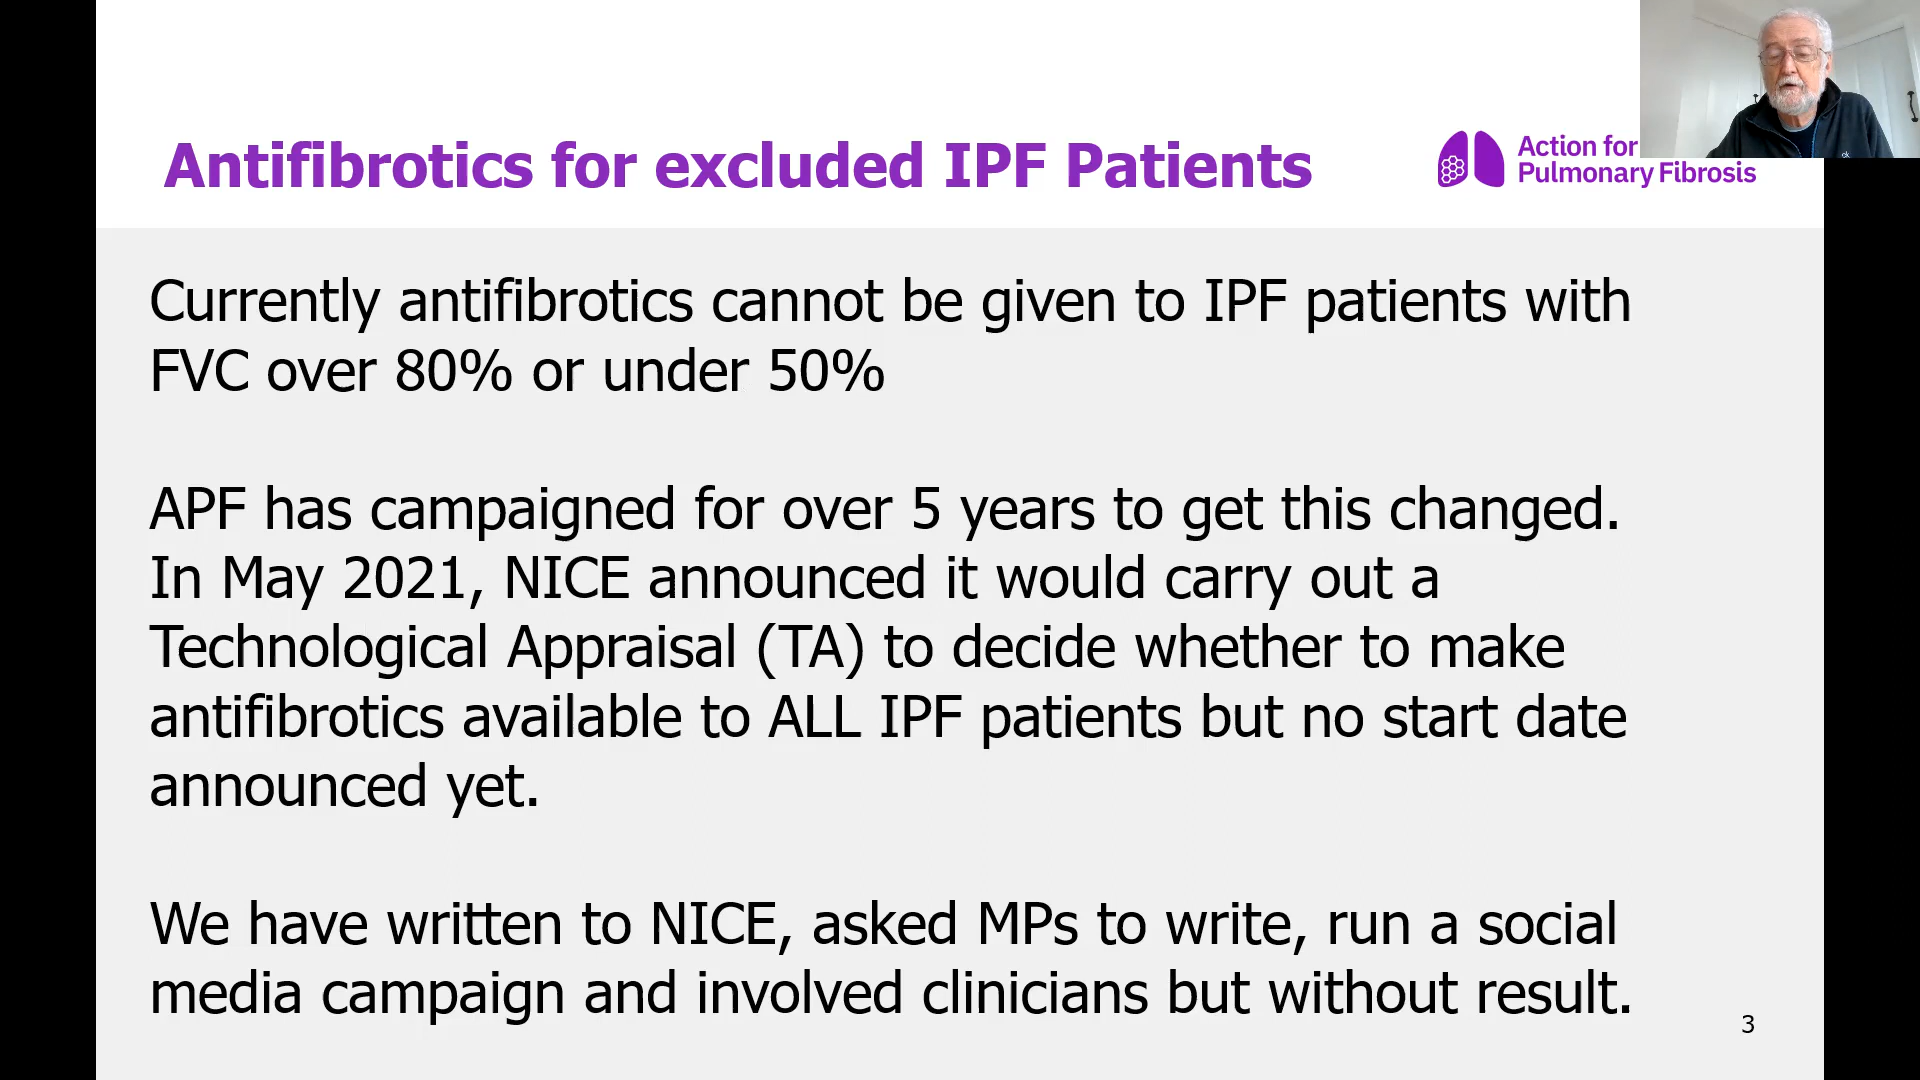 Antifibrotics for excluded IPF Patients
Action for
Pulmonary Fibrosis
Currently antifibrotics cannot be given to IPF patients with
FVC over 80% or under 50%
APF has campaigned for over 5 years to get this changed.
In May 2021, NICE announced it would carry out a
Technological Appraisal (TA) to decide whether to make
antifibrotics available to ALL IPF patients but no start date
announced yet.
We have written to NICE, asked MPs to write, run a social
media campaign and involved clinicians but without result.
3